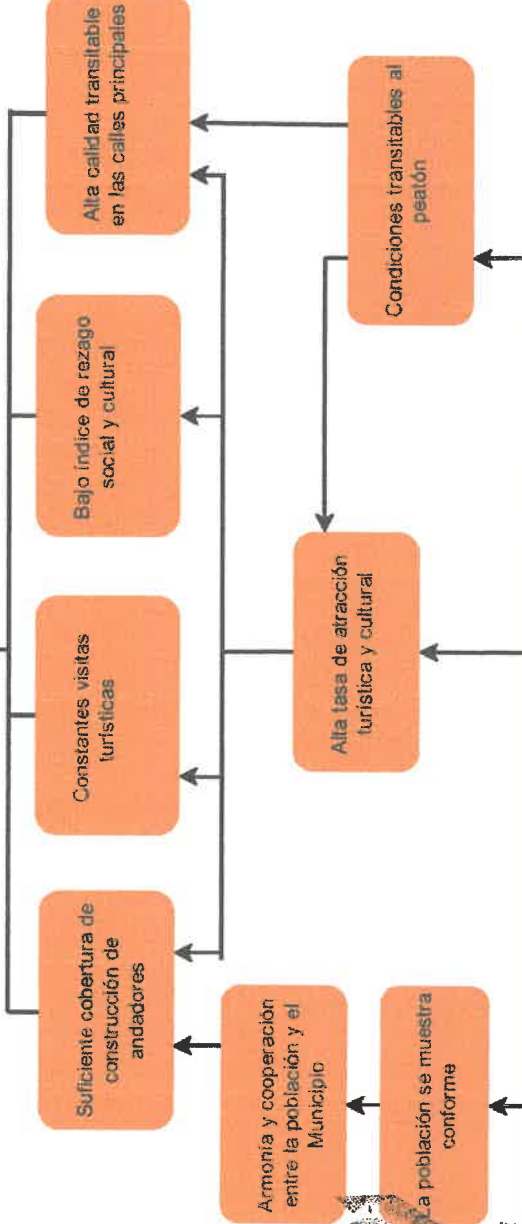 Suficiente cobertura de
construcción de
andadores
Constantes visitas
turísticas
Bajo índice de rezago
social y cultural
Alta calidad transitable
en las calles principales
Armonía y cooperación
entre la población y el
Municipio
Alta tasa de atracción
turística y cultural
Condiciones transitables al
peatón
La población se muestra
conforme